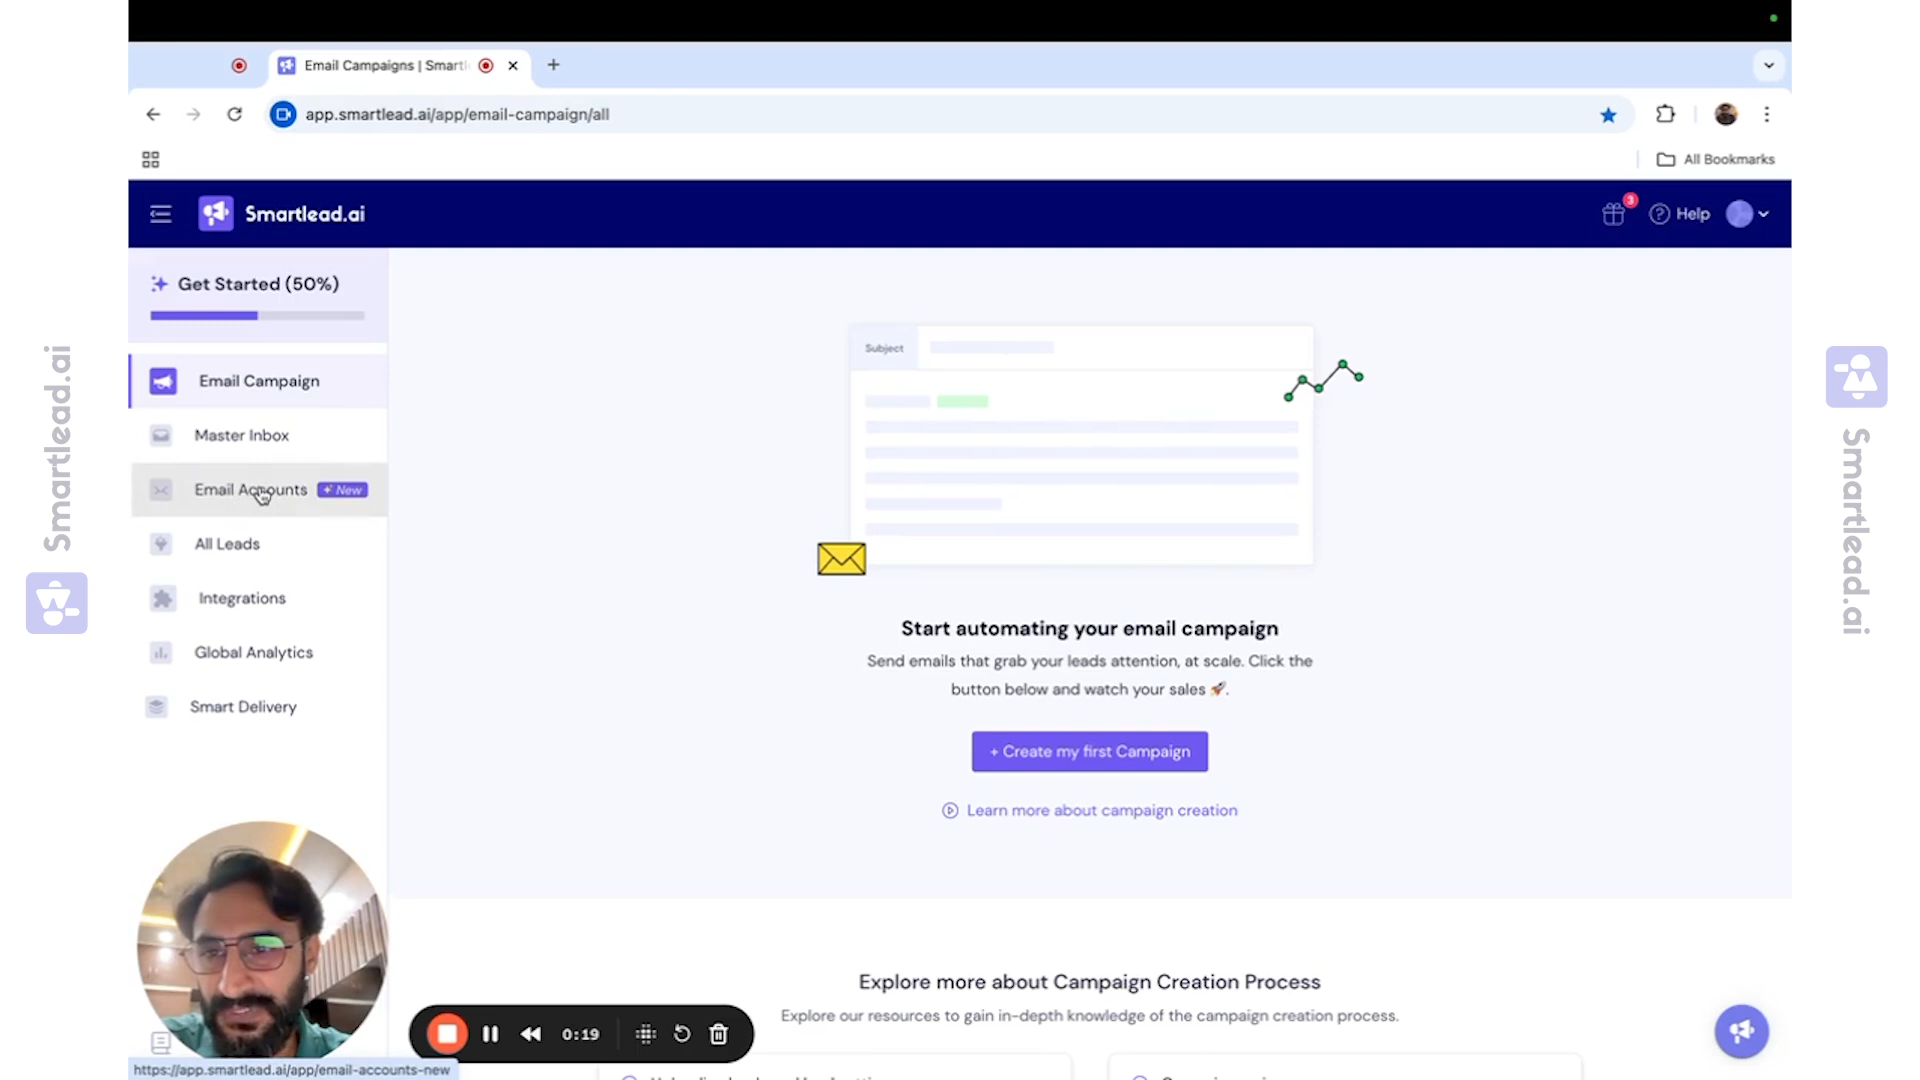 Email Campaigns | Smartl
app.smartlead.ai/app/email-campaign/all
All Bookmarks
Smartlead.ai
3
Help
Get Started (50%)
Email Campaign
Master Inbox
Email Accounts
New
All Leads
Integrations
Global Analytics
Smart Delivery
Subject
Start automating your email campaign
Send emails that grab your leads attention, at scale. Click the
button below and watch your sales 🚀.
+ Create my first Campaign
Learn more about campaign creation
Explore more about Campaign Creation Process
Explore our resources to gain in-depth knowledge of the campaign creation process.
0:19
https://app.smartlead.ai/app/email-accounts-new
Smartlead.ai
Smartlead.ai